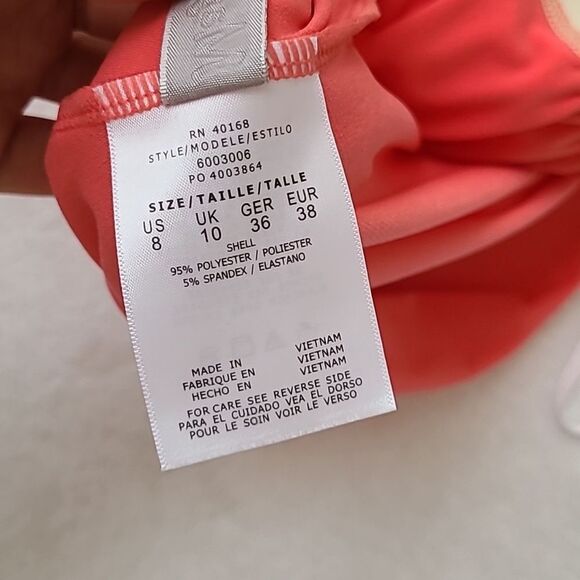 RN 40168
STYLE/MODELE/ESTILO
6003006
PO 4003864
SIZE/TAILLE/TALLE
US UK GER EUR
8 10 36 38
SHELL
95% POLYESTER / POLIESTER
5% SPANDEX / ELASTANO
MADE IN VIETNAM
FABRIQUE EN VIETNAM
HECHO EN VIETNAM
FOR CARE SEE REVERSE SIDE
PARA EL CUIDADO VEA EL DORSO
POUR LE SOIN VOIR LE VERSO